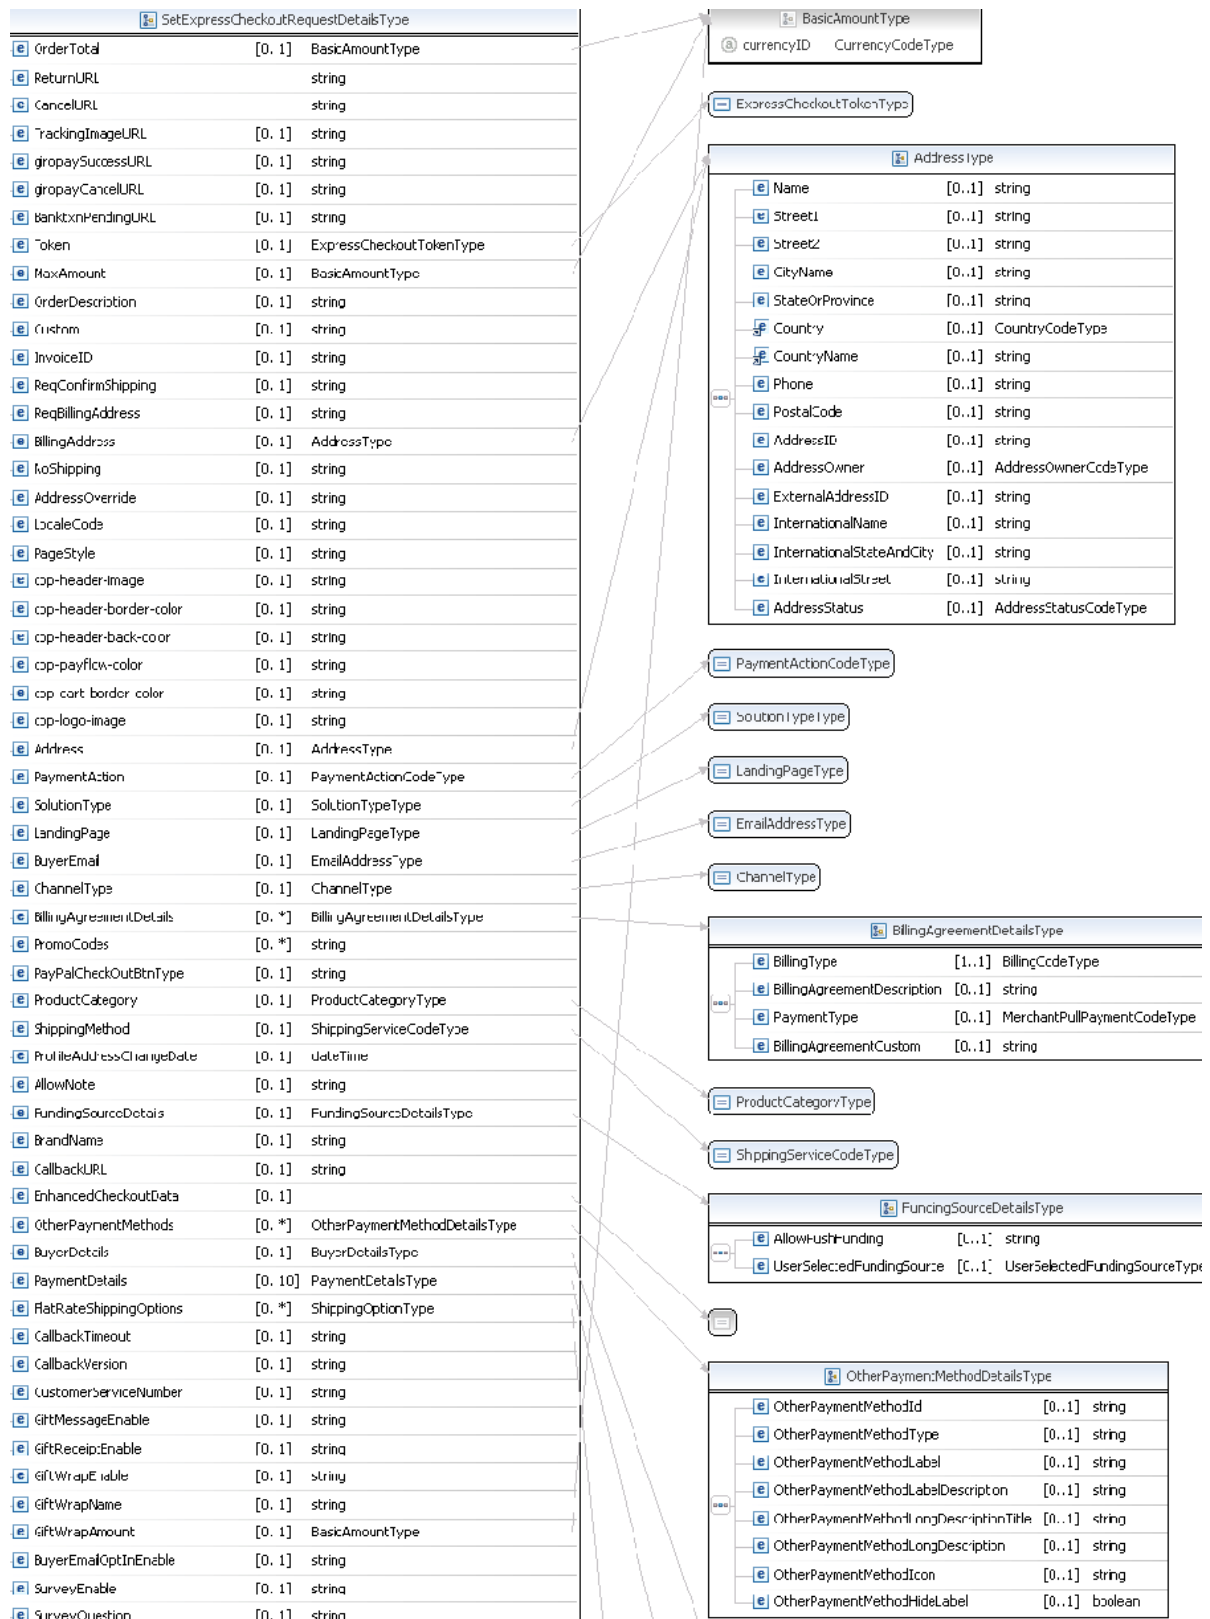 SetExpressCheckoutRequestDetailsType
OrderTotal [0..1] BasicAmountType
ReturnURL string
CancelURL string
TrackingImageURL [0..1] string
giropaySuccessURL [0..1] string
giropayCancelURL [0..1] string
BanktxnPendingURL [0..1] string
Token [0..1] ExpressCheckoutTokenType
MaxAmount [0..1] BasicAmountType
OrderDescription [0..1] string
Custom [0..1] string
InvoiceID [0..1] string
ReqConfirmShipping [0..1] string
ReqBillingAddress [0..1] string
BillingAddress [0..1] AddressType
NoShipping [0..1] string
AddressOverride [0..1] string
LocaleCode [0..1] string
PageStyle [0..1] string
cpp-header-image [0..1] string
cpp-header-border-color [0..1] string
cpp-header-back-color [0..1] string
cpp-payflow-color [0..1] string
cpp-cart-border-color [0..1] string
cpp-logo-image [0..1] string
Address [0..1] AddressType
PaymentAction [0..1] PaymentActionCodeType
SolutionType [0..1] SolutionTypeType
LandingPage [0..1] LandingPageType
BuyerEmail [0..1] EmailAddressType
ChannelType [0..1] ChannelType
BillingAgreementDetails [0..*] BillingAgreementDetailsType
PromoCodes [0..*] string
PayPalCheckOutBtnType [0..1] string
ProductCategory [0..1] ProductCategoryType
ShippingMethod [0..1] ShippingServiceCodeType
ProfileAddressChangeDate [0..1] dateTime
AllowNote [0..1] string
FundingSourceDetails [0..1] FundingSourceDetailsType
BrandName [0..1] string
CallbackURL [0..1] string
EnhancedCheckoutData [0..1]
OtherPaymentMethods [0..*] OtherPaymentMethodDetailsType
BuyerDetails [0..1] BuyerDetailsType
PaymentDetails [0..10] PaymentDetailsType
FlatRateShippingOptions [0..*] ShippingOptionType
CallbackTimeout [0..1] string
CallbackVersion [0..1] string
CustomerServiceNumber [0..1] string
GiftMessageEnable [0..1] string
GiftReceiptEnable [0..1] string
GiftWrapEnable [0..1] string
GiftWrapName [0..1] string
GiftWrapAmount [0..1] BasicAmountType
BuyerEmailOptInEnable [0..1] string
SurveyEnable [0..1] string
SurveyQuestion [0..1] string
BasicAmountType
currencyID CurrencyCodeType
ExpressCheckoutTokenType
AddressType
Name [0..1] string
Street1 [0..1] string
Street2 [0..1] string
CityName [0..1] string
StateOrProvince [0..1] string
Country [0..1] CountryCodeType
CountryName [0..1] string
Phone [0..1] string
PostalCode [0..1] string
AddressID [0..1] string
AddressOwner [0..1] AddressOwnerCodeType
ExternalAddressID [0..1] string
InternationalName [0..1] string
InternationalStateAndCity [0..1] string
InternationalStreet [0..1] string
AddressStatus [0..1] AddressStatusCodeType
PaymentActionCodeType
SolutionTypeType
LandingPageType
EmailAddressType
ChannelType
BillingAgreementDetailsType
BillingType [1..1] BillingCodeType
BillingAgreementDescription [0..1] string
PaymentType [0..1] MerchantPullPaymentCodeType
BillingAgreementCustom [0..1] string
ProductCategoryType
ShippingServiceCodeType
FundingSourceDetailsType
AllowPushFunding [0..1] string
UserSelectedFundingSource [0..1] UserSelectedFundingSourceType
OtherPaymentMethodDetailsType
OtherPaymentMethodId [0..1] string
OtherPaymentMethodType [0..1] string
OtherPaymentMethodLabel [0..1] string
OtherPaymentMethodLabelDescription [0..1] string
OtherPaymentMethodLongDescriptionTitle [0..1] string
OtherPaymentMethodLongDescription [0..1] string
OtherPaymentMethodIcon [0..1] string
OtherPaymentMethodHideLabel [0..1] boolean